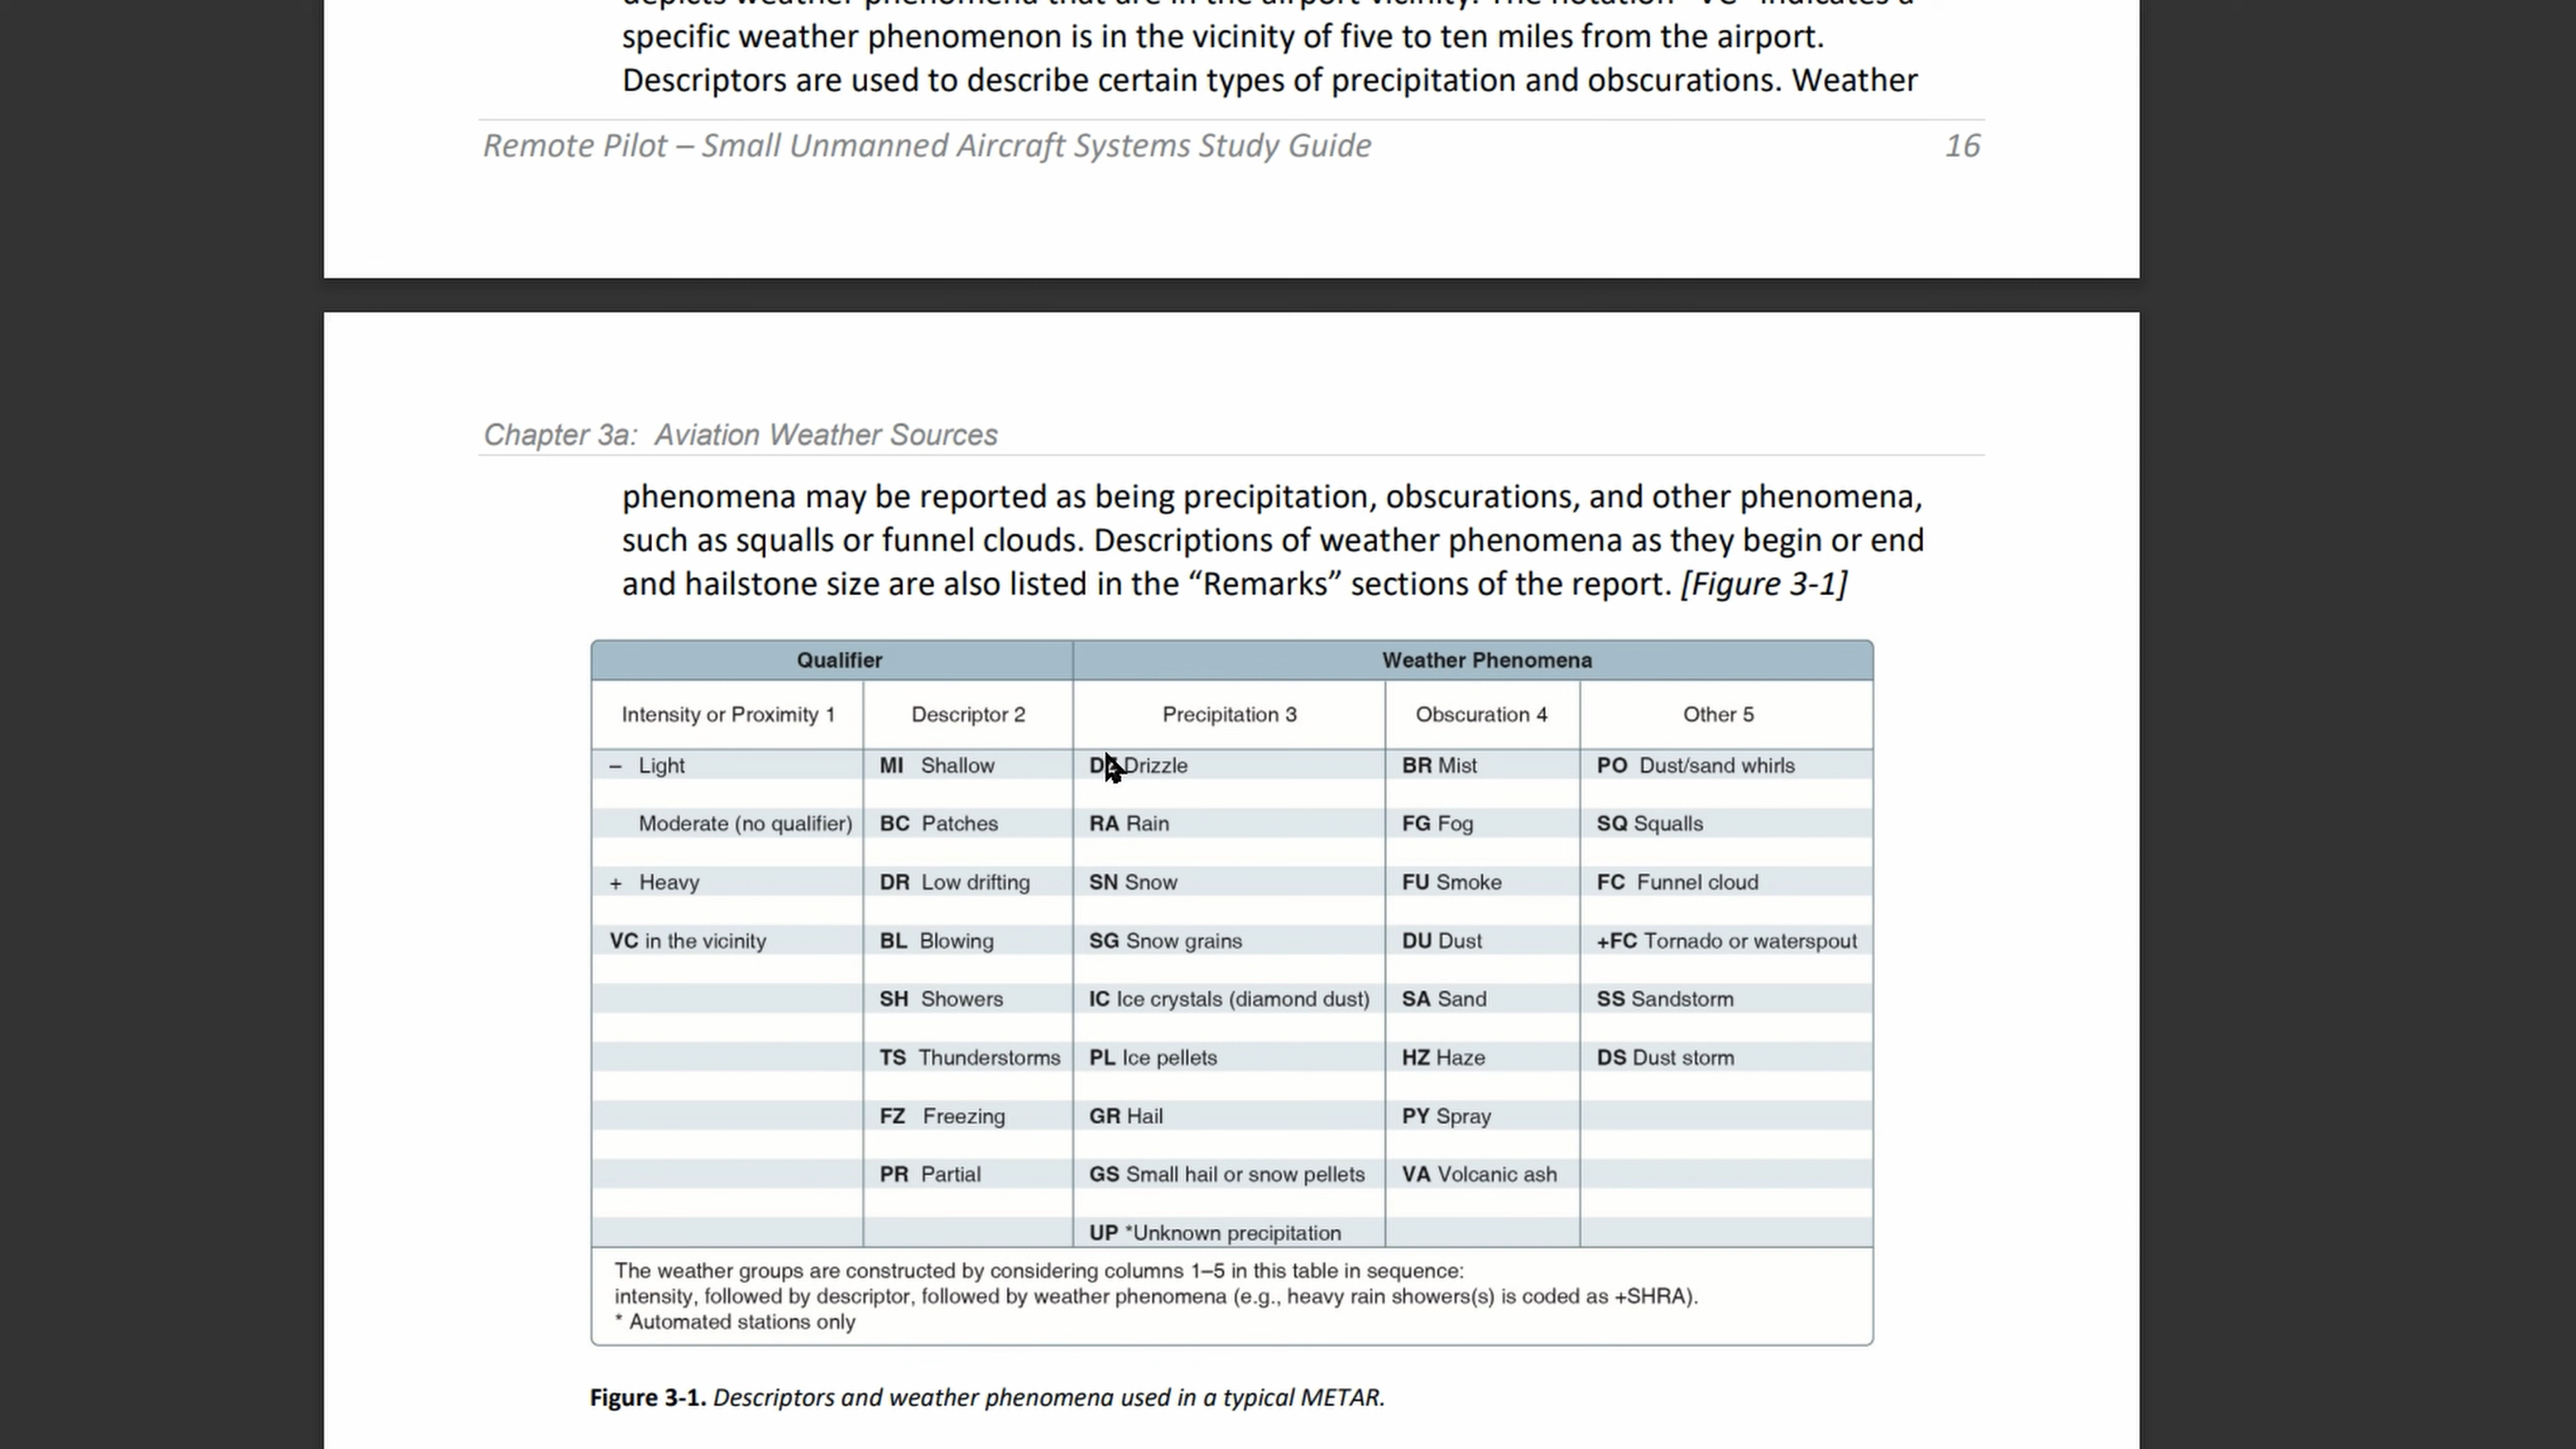 specific weather phenomenon is in the vicinity of five to ten miles from the airport.
Descriptors are used to describe certain types of precipitation and obscurations. Weather
Remote Pilot – Small Unmanned Aircraft Systems Study Guide 16
Chapter 3a: Aviation Weather Sources
phenomena may be reported as being precipitation, obscurations, and other phenomena,
such as squalls or funnel clouds. Descriptions of weather phenomena as they begin or end
and hailstone size are also listed in the “Remarks” sections of the report. [Figure 3-1]
Qualifier Weather Phenomena
Intensity or Proximity 1 Descriptor 2 Precipitation 3 Obscuration 4 Other 5
– Light MI Shallow Drizzle BR Mist PO Dust/sand whirls
Moderate (no qualifier) BC Patches RA Rain FG Fog SQ Squalls
+ Heavy DR Low drifting SN Snow FU Smoke FC Funnel cloud
VC in the vicinity BL Blowing SG Snow grains DU Dust +FC Tornado or waterspout
SH Showers IC Ice crystals (diamond dust) SA Sand SS Sandstorm
TS Thunderstorms PL Ice pellets HZ Haze DS Dust storm
FZ Freezing GR Hail PY Spray
PR Partial GS Small hail or snow pellets VA Volcanic ash
UP *Unknown precipitation
The weather groups are constructed by considering columns 1–5 in this table in sequence:
intensity, followed by descriptor, followed by weather phenomena (e.g., heavy rain showers(s) is coded as +SHRA).
* Automated stations only
Figure 3-1. Descriptors and weather phenomena used in a typical METAR.